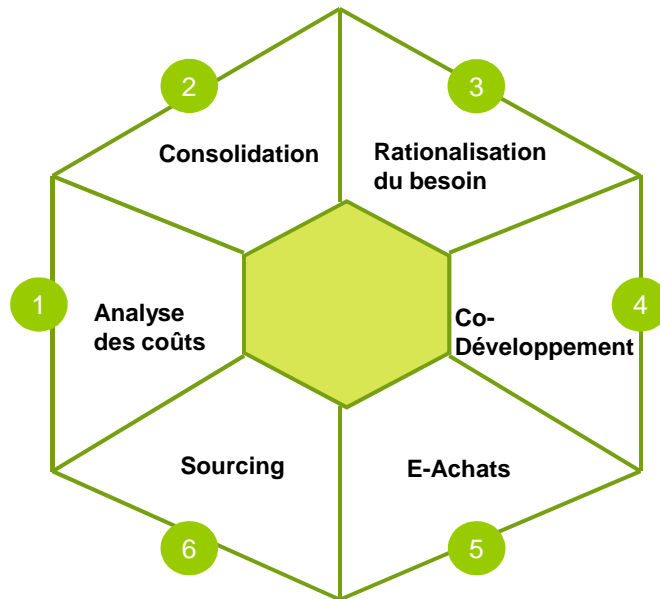 2
3
Consolidation
Rationalisation
du besoin
1
4
Analyse
des coûts
Co-
Développement
Sourcing
E-Achats
6
5